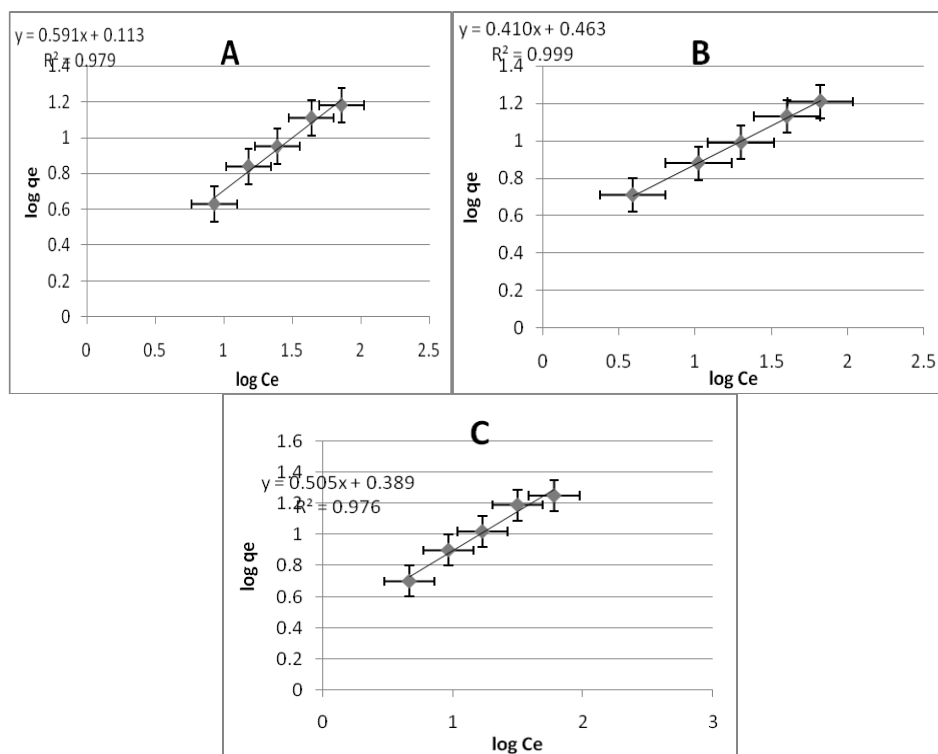 y = 0.591x + 0.113
R² = 0.979
A
1.4
1.2
1
0.8
0.6
0.4
0.2
0
log qe
0
0.5
1
1.5
2
2.5
log Ce
y = 0.410x + 0.463
R² = 0.999
B
1.4
1.2
1
0.8
0.6
0.4
0.2
0
log qe
0
0.5
1
1.5
2
2.5
log Ce
C
y = 0.505x + 0.389
R² = 0.976
1.6
1.4
1.2
1
0.8
0.6
0.4
0.2
0
log qe
0
1
2
3
log Ce